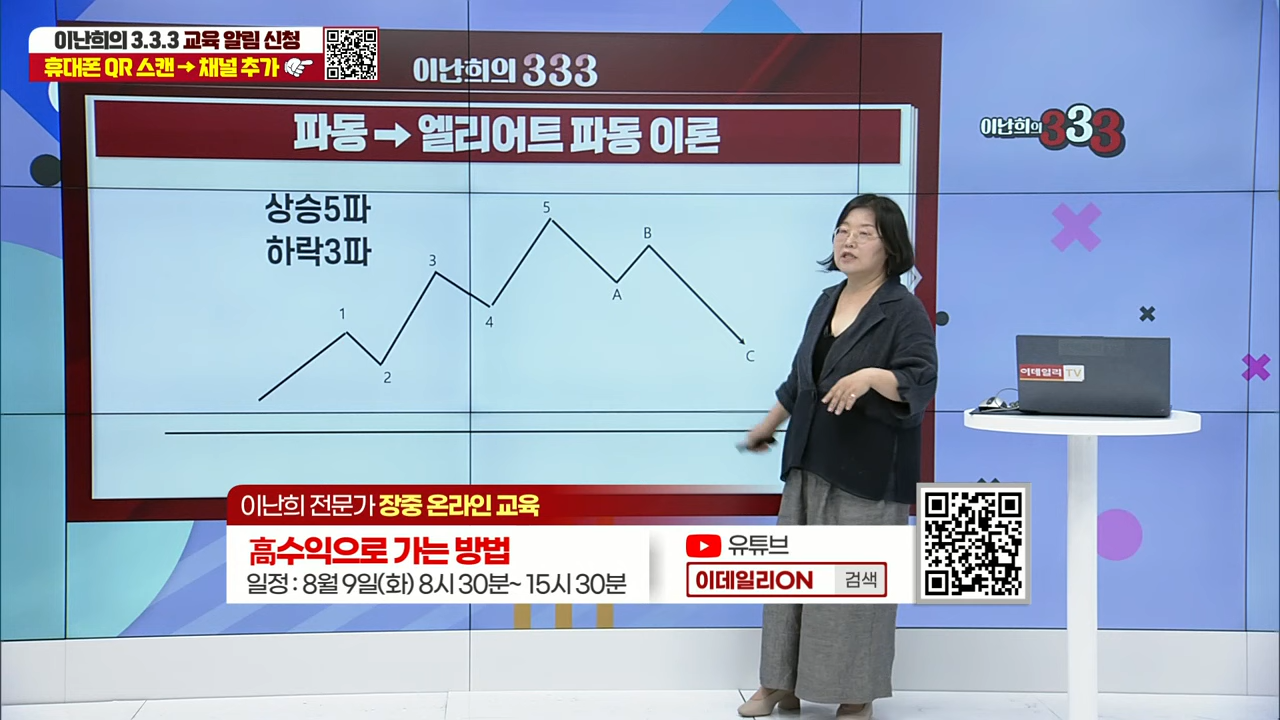 이난희의 3.3.3 교육 알림 신청
휴대폰 QR 스캔 → 채널 추가
이난희의 333
이난희의 333
파동 → 엘리어트 파동 이론
상승5파
하락3파
1
2
3
4
5
A
B
C
이데일리 TV
이난희 전문가 장중 온라인 교육
高수익으로 가는 방법
일정 : 8월 9일(화) 8시 30분~ 15시 30분
유튜브
이데일리ON 검색